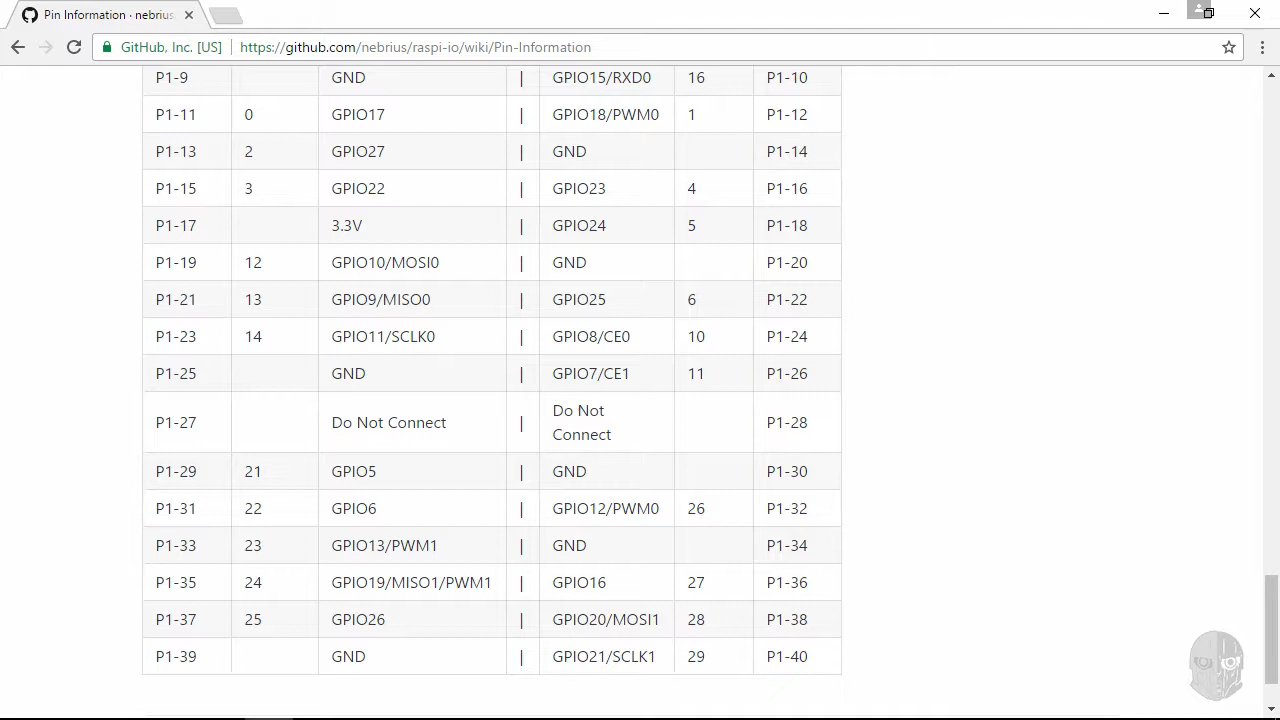 Pin Information · nebrius
GitHub, Inc. [US] https://github.com/nebrius/raspi-io/wiki/Pin-Information
P1-9 GND | GPIO15/RXD0 16 P1-10
P1-11 0 GPIO17 | GPIO18/PWM0 1 P1-12
P1-13 2 GPIO27 | GND P1-14
P1-15 3 GPIO22 | GPIO23 4 P1-16
P1-17 3.3V | GPIO24 5 P1-18
P1-19 12 GPIO10/MOSI0 | GND P1-20
P1-21 13 GPIO9/MISO0 | GPIO25 6 P1-22
P1-23 14 GPIO11/SCLK0 | GPIO8/CE0 10 P1-24
P1-25 GND | GPIO7/CE1 11 P1-26
P1-27 Do Not Connect | Do Not P1-28
Connect
P1-29 21 GPIO5 | GND P1-30
P1-31 22 GPIO6 | GPIO12/PWM0 26 P1-32
P1-33 23 GPIO13/PWM1 | GND P1-34
P1-35 24 GPIO19/MISO1/PWM1 | GPIO16 27 P1-36
P1-37 25 GPIO26 | GPIO20/MOSI1 28 P1-38
P1-39 GND | GPIO21/SCLK1 29 P1-40